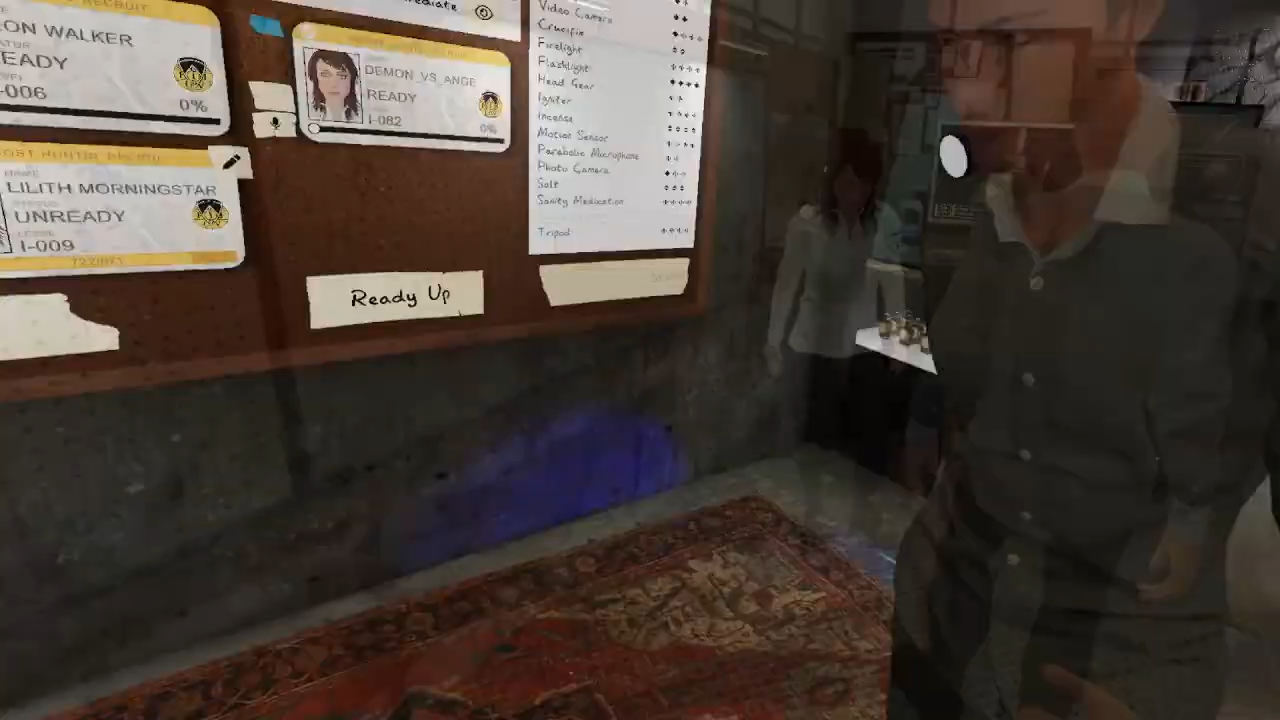 RECRUIT
ON WALKER
EADY
-006
0%
LILITH MORNINGSTAR
UNREADY
I-009
DEMON_VS_ANGE
READY
I-082
0%
Ready Up
Video Camera
Crucifix
Firelight
Flashlight
Head Gear
Igniter
Incense
Motion Sensor
Parabolic Microphone
Photo Camera
Salt
Sanity Medication
Tripod